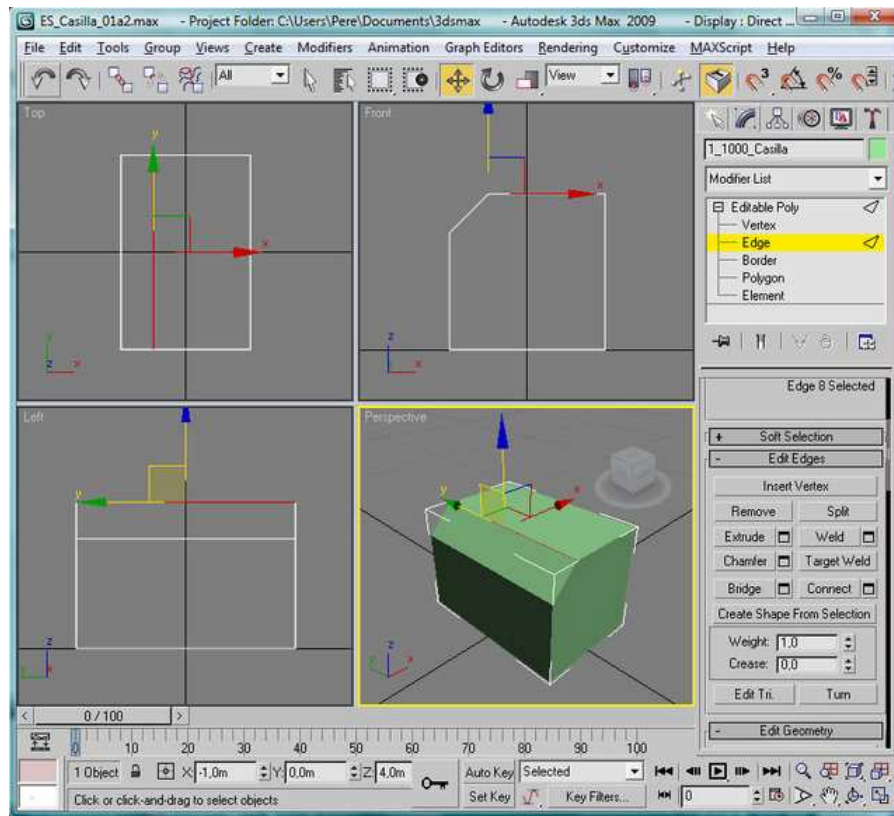 ES_Casilla_01a2.max - Project Folder: C:\Users\Pere\Documents\3dsmax - Autodesk 3ds Max 2009 - Display : Direct ...
File Edit Tools Group Views Create Modifiers Animation Graph Editors Rendering Customize MAXScript Help
All
View
3
%
1_1000_Casilla
Modifier List
Editable Poly
Vertex
Edge
Border
Polygon
Element
Top
y
x
y
z x
Front
x
z
x
Left
y
z
y
Perspective
y
x
z
y x
Edge 8 Selected
+ Soft Selection
- Edit Edges
Insert Vertex
Remove Split
Extrude Weld
Chamfer Target Weld
Bridge Connect
Create Shape From Selection
Weight: 1,0
Crease: 0,0
Edit Tri. Turn
- Edit Geometry
< 0 / 100 >
0 10 20 30 40 50 60 70 80 90 100
1 Object X: -1,0m Y: 0,0m Z: 4,0m Auto Key Selected
Click or click-and-drag to select objects Set Key Key Filters... 0